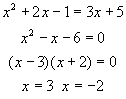 x² + 2x − 1 = 3x + 5
x² − x − 6 = 0
(x − 3)(x + 2) = 0
x = 3  x = −2